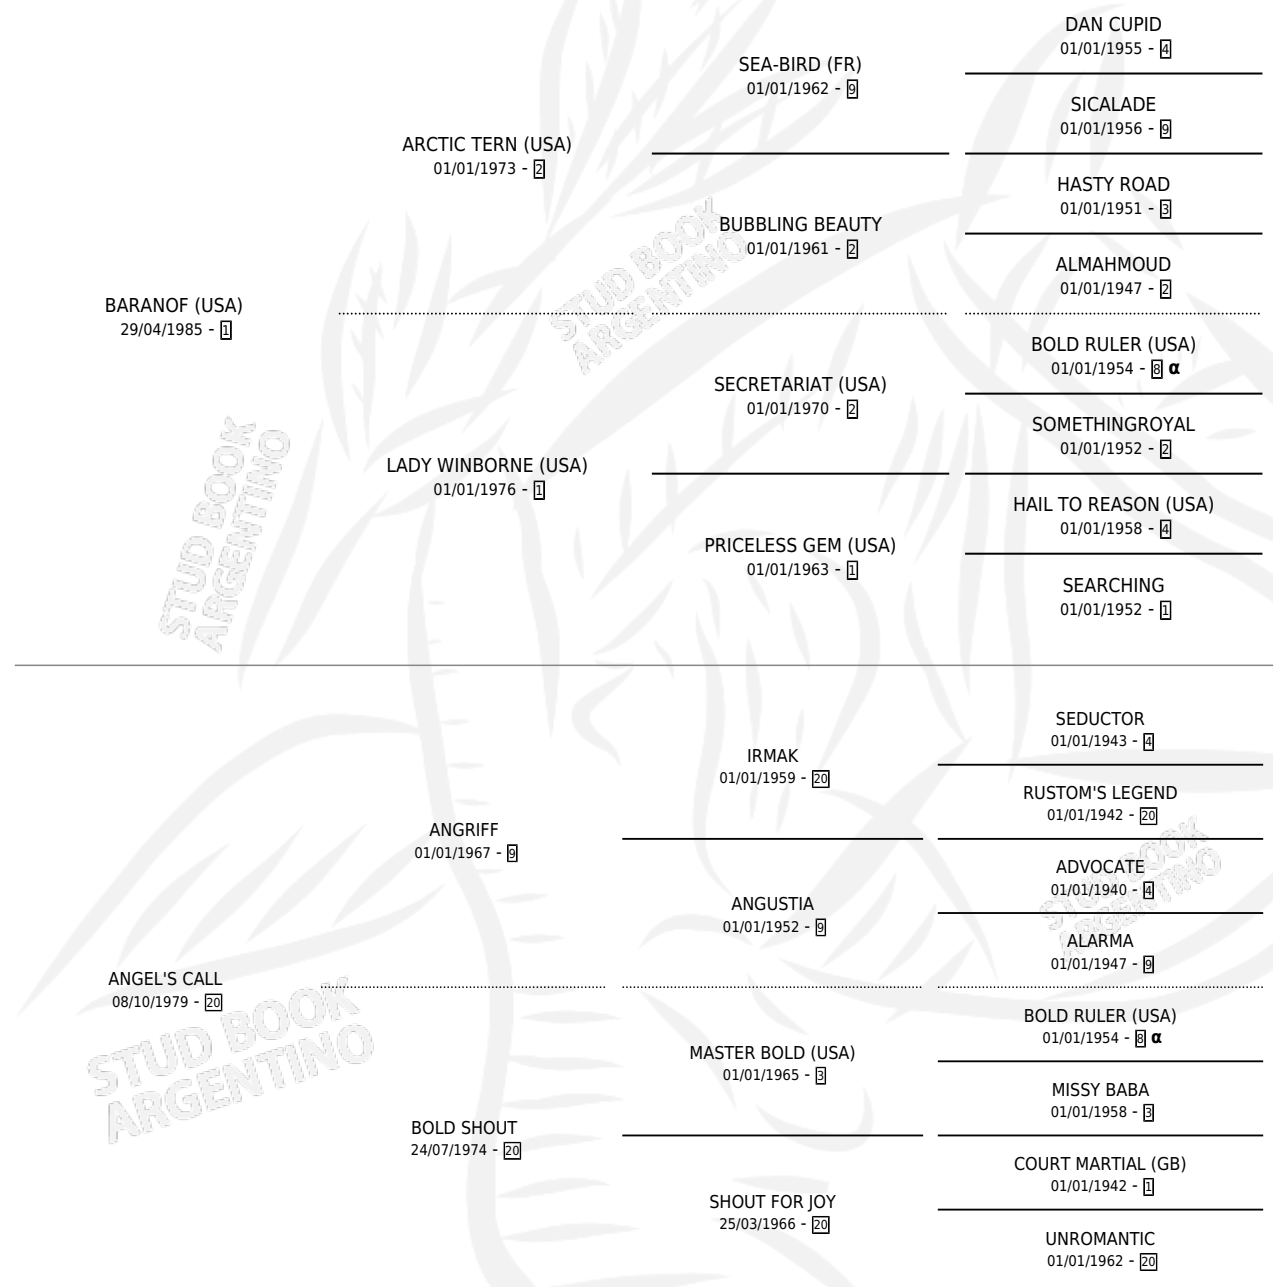 DAN CUPID
01/01/1955 - 4
SEA-BIRD (FR)
01/01/1962 - 9
SICALADE
01/01/1956 - 9
ARCTIC TERN (USA)
01/01/1973 - 2
HASTY ROAD
01/01/1951 - 3
BUBBLING BEAUTY
01/01/1961 - 2
ALMAHMOUD
01/01/1947 - 2
BARANOF (USA)
29/04/1985 - 1
BOLD RULER (USA)
01/01/1954 - 8 α
SECRETARIAT (USA)
01/01/1970 - 2
SOMETHINGROYAL
01/01/1952 - 2
LADY WINBORNE (USA)
01/01/1976 - 1
HAIL TO REASON (USA)
01/01/1958 - 4
PRICELESS GEM (USA)
01/01/1963 - 1
SEARCHING
01/01/1952 - 1
SEDUCTOR
01/01/1943 - 4
IRMAK
01/01/1959 - 20
RUSTOM'S LEGEND
01/01/1942 - 20
ANGRIFF
01/01/1967 - 9
ADVOCATE
01/01/1940 - 4
ANGUSTIA
01/01/1952 - 9
ALARMA
01/01/1947 - 9
ANGEL'S CALL
08/10/1979 - 20
BOLD RULER (USA)
01/01/1954 - 8 α
MASTER BOLD (USA)
01/01/1965 - 3
MISSY BABA
01/01/1958 - 3
BOLD SHOUT
24/07/1974 - 20
COURT MARTIAL (GB)
01/01/1942 - 1
SHOUT FOR JOY
25/03/1966 - 20
UNROMANTIC
01/01/1962 - 20
STUD BOOK
ARGENTINO
STUD BOOK
ARGENTINO
STUD BOOK
ARGENTINO
STUD BOOK
ARGENTINO